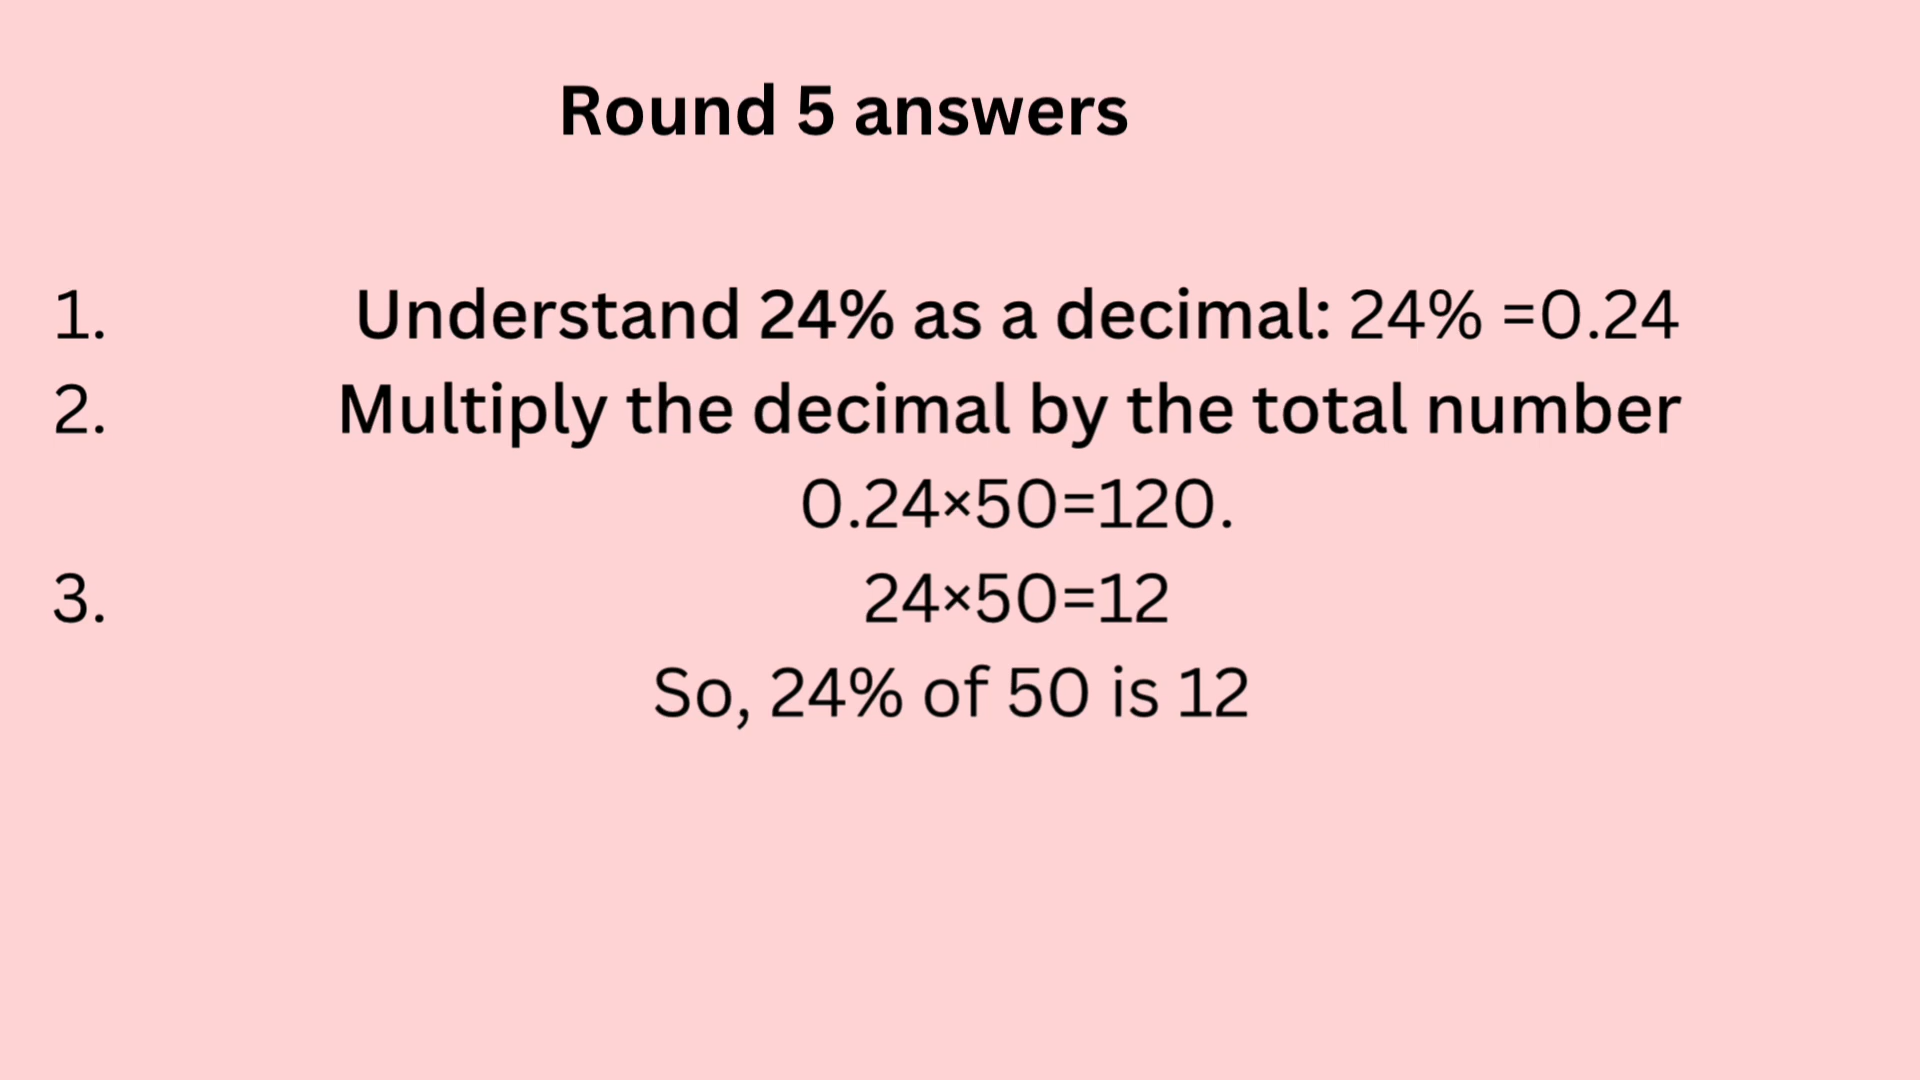 Round 5 answers
1. Understand 24% as a decimal: 24% =0.24
2. Multiply the decimal by the total number
0.24×50=120.
3. 24×50=12
So, 24% of 50 is 12